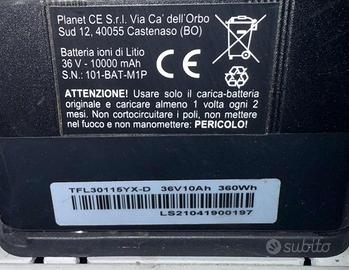 Planet CE S.r.l. Via Ca' dell'Orbo
Sud 12, 40055 Castenaso (BO)
Batteria ioni di Litio
36 V - 10000 mAh
S.N.: 101-BAT-M1P
ATTENZIONE! Usare solo il carica-batteria
originale e caricare almeno 1 volta ogni 2
mesi. Non cortocircuitare i poli, non mettere
nel fuoco e non manomettere: PERICOLO!
TFL30115YX-D 36V10Ah 360Wh
LS21041900197
subito